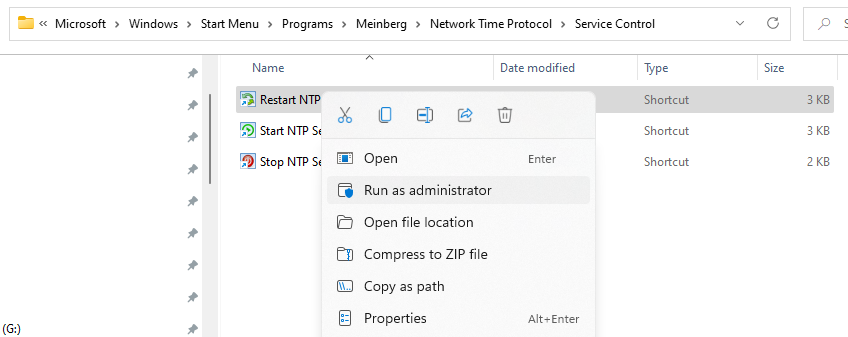 « Microsoft › Windows › Start Menu › Programs › Meinberg › Network Time Protocol › Service Control
Name Date modified Type Size
Restart NTP Shortcut 3 KB
Start NTP Se Shortcut 3 KB
Stop NTP Se Shortcut 2 KB
Open Enter
Run as administrator
Open file location
Compress to ZIP file
Copy as path
Properties Alt+Enter
(G:)